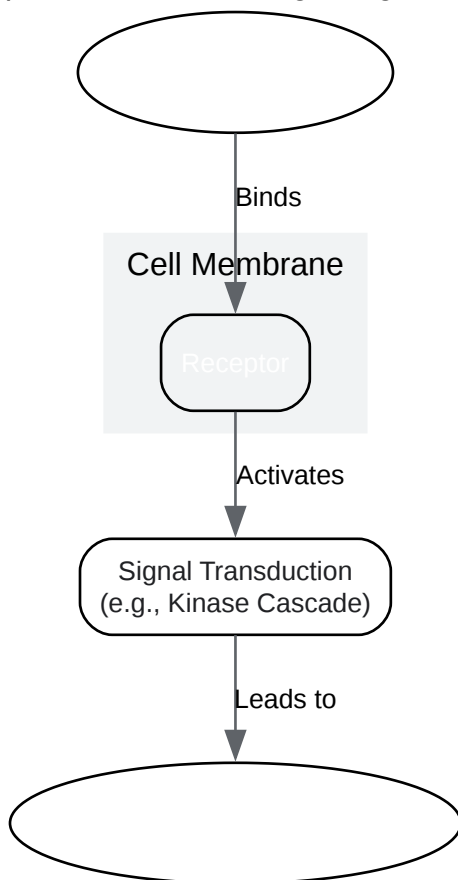 Binds
Cell Membrane
Receptor
Activates
Signal Transduction
(e.g., Kinase Cascade)
Leads to